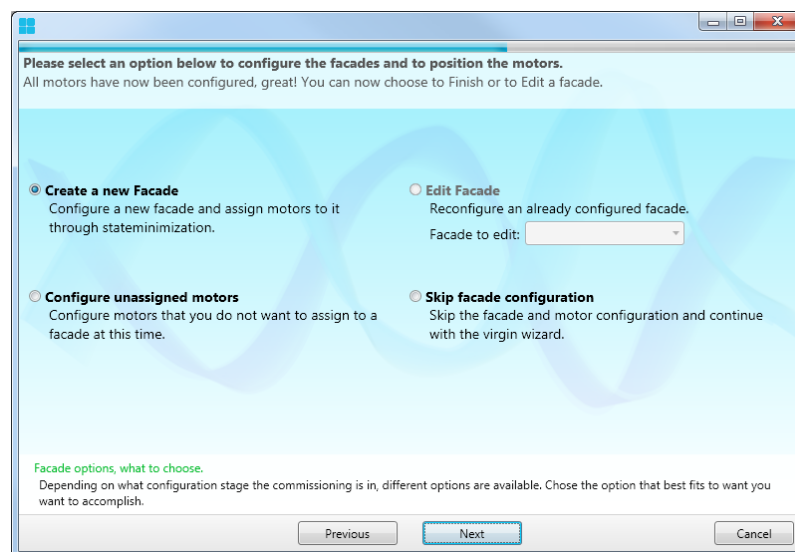 Please select an option below to configure the facades and to position the motors.
All motors have now been configured, great! You can now choose to Finish or to Edit a facade.
Create a new Facade
Configure a new facade and assign motors to it
through stateminimization.
Edit Facade
Reconfigure an already configured facade.
Facade to edit:
Configure unassigned motors
Configure motors that you do not want to assign to a
facade at this time.
Skip facade configuration
Skip the facade and motor configuration and continue
with the virgin wizard.
Facade options, what to choose.
Depending on what configuration stage the commissioning is in, different options are available. Chose the option that best fits to want you
want to accomplish.
Previous
Next
Cancel